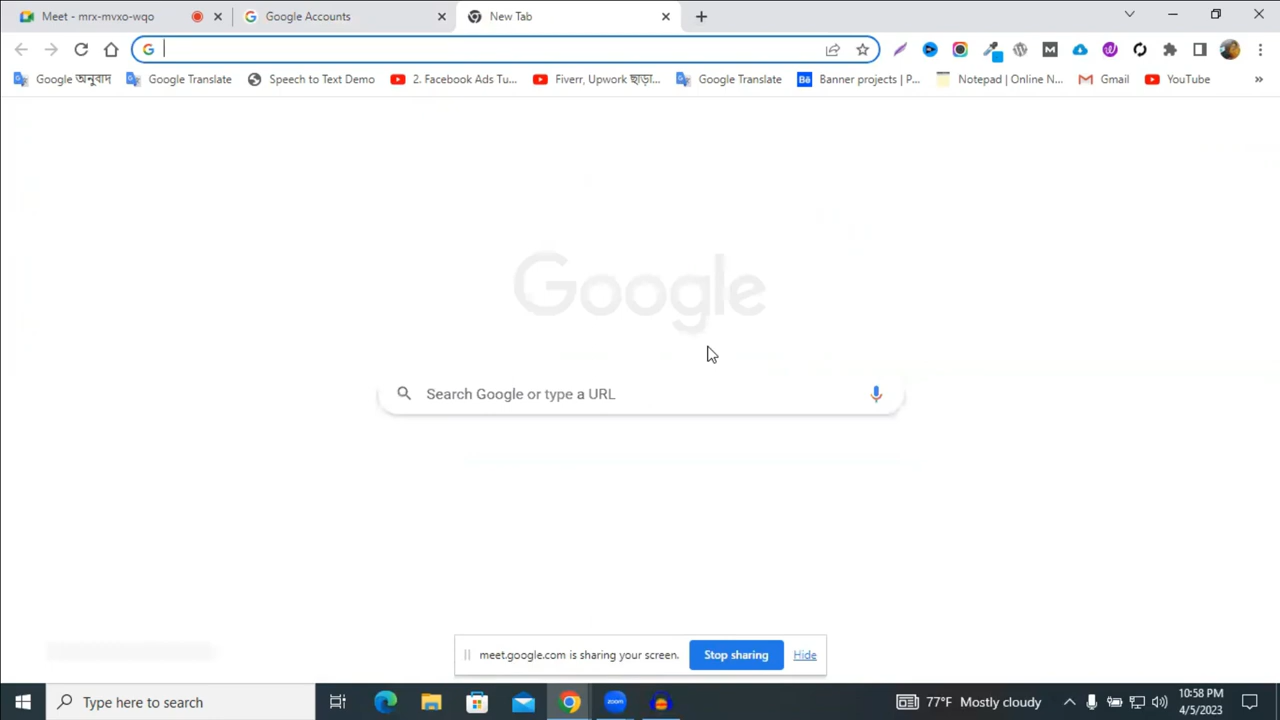 Meet - mrx-mvxo-wqo
Google Accounts
New Tab
Google অনুবাদ
Google Translate
Speech to Text Demo
2. Facebook Ads Tu...
Fiverr, Upwork ছাড়া...
Google Translate
Bē Banner projects | P...
Notepad | Online N...
Gmail
YouTube
Google
Search Google or type a URL
meet.google.com is sharing your screen.
Stop sharing
Hide
Type here to search
zoom
77°F Mostly cloudy
10:58 PM
4/5/2023